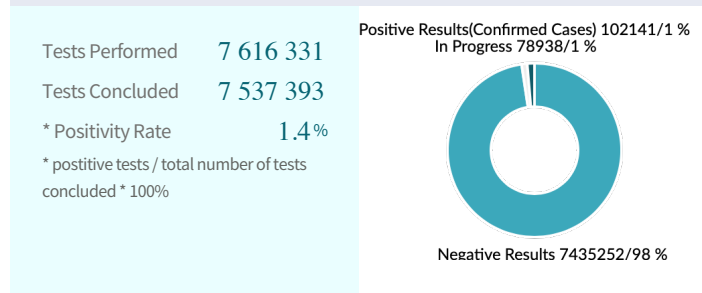 Tests Performed 7 616 331
Tests Concluded 7 537 393
* Positivity Rate 1.4%
* postitive tests / total number of tests
concluded * 100%
Positive Results(Confirmed Cases) 102141/1 %
In Progress 78938/1 %
Negative Results 7435252/98 %